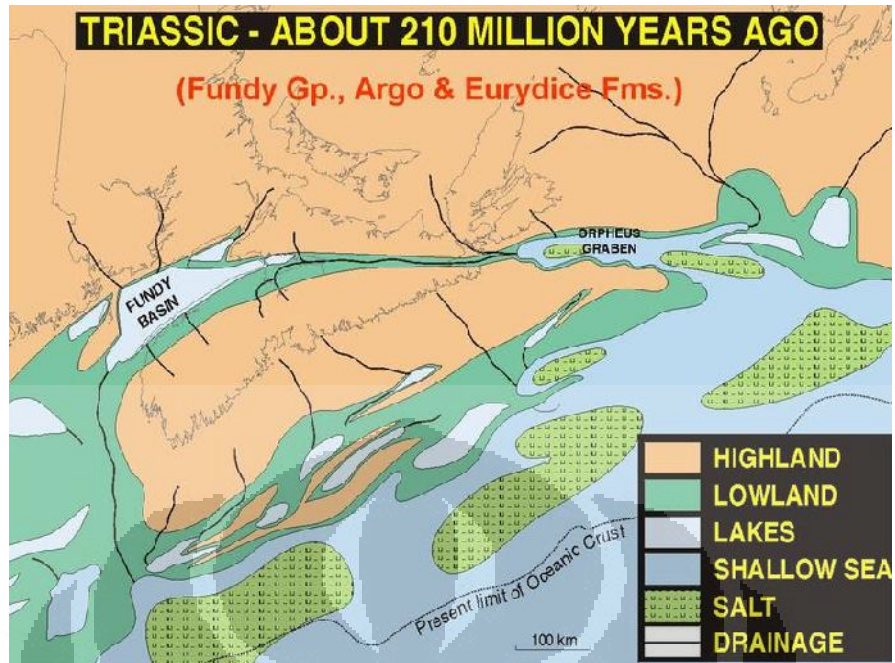 TRIASSIC - ABOUT 210 MILLION YEARS AGO
(Fundy Gp., Argo & Eurydice Fms.)
ORPHEUS
GRABEN
FUNDY
BASIN
HIGHLAND
LOWLAND
LAKES
SHALLOW SEA
SALT
DRAINAGE
Present limit of Oceanic Crust
100 km